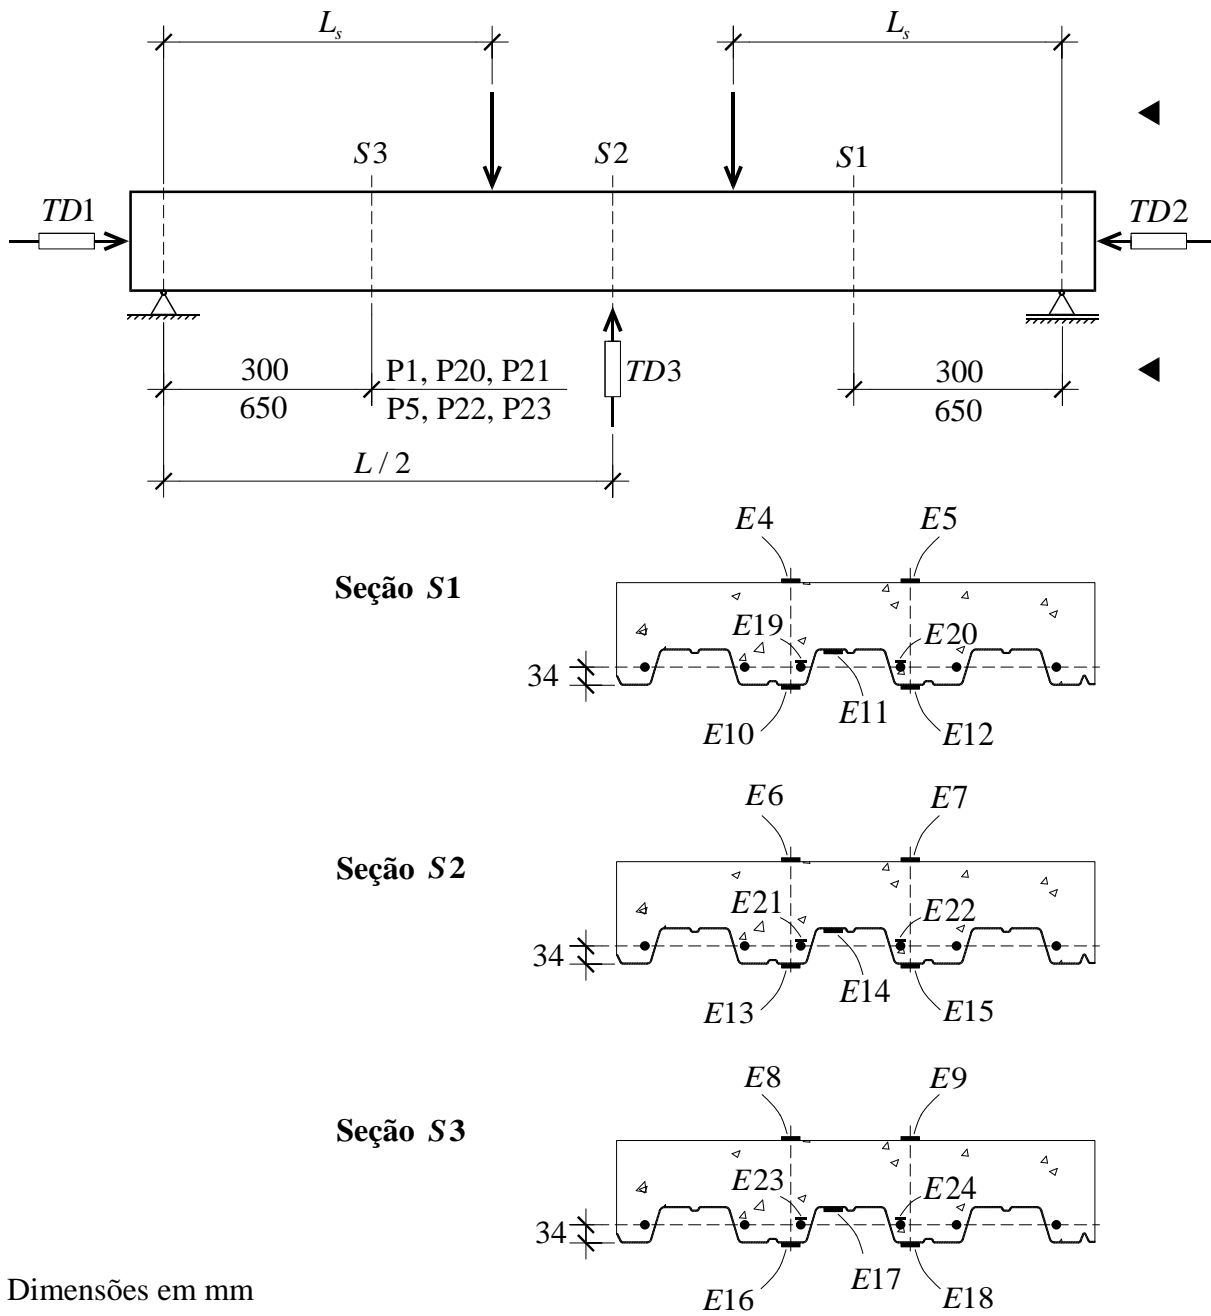 Ls Ls
S3 S2 S1
TD1 TD2
300 P1, P20, P21 TD3 300
650 P5, P22, P23 650
L / 2
E4 E5
Seção S1
E19 E20
34
E10 E11 E12
E6 E7
Seção S2
E21 E22
34
E13 E14 E15
E8 E9
Seção S3
E23 E24
34
E16 E17 E18
Dimensões em mm